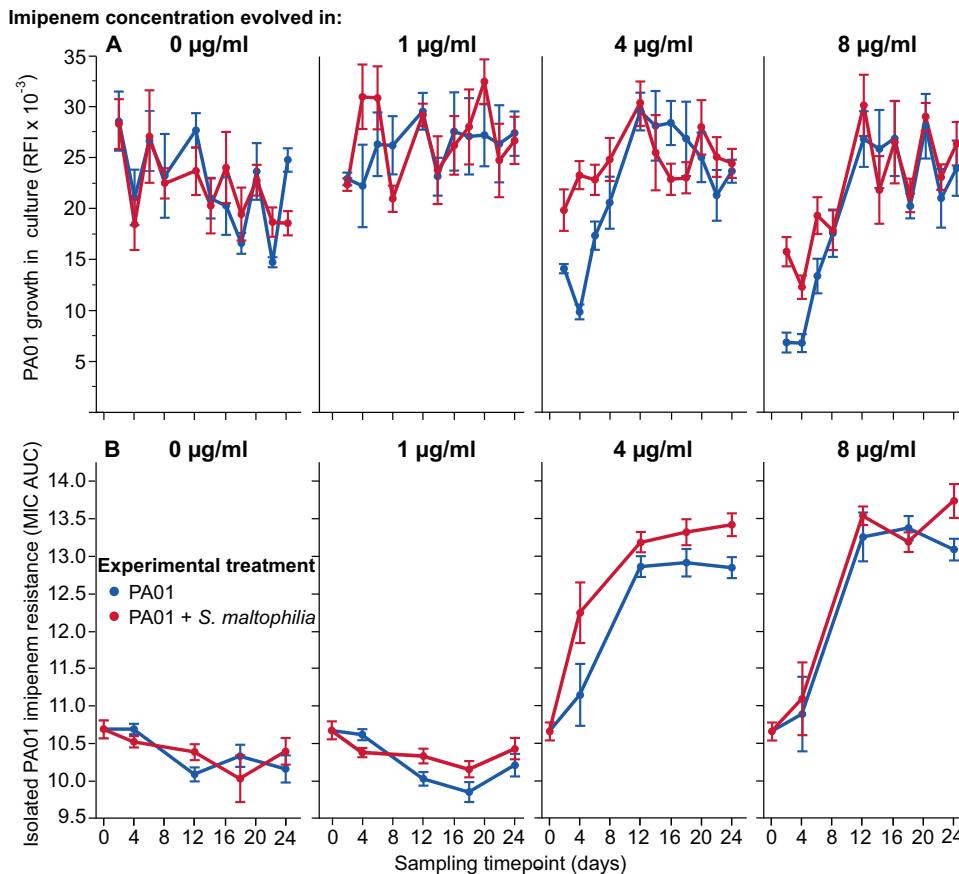 Imipenem concentration evolved in:
A 0 µg/ml 1 µg/ml 4 µg/ml 8 µg/ml
PA01 growth in culture (RFI x 10⁻³)
35
30
25
20
15
10
5
B 0 µg/ml 1 µg/ml 4 µg/ml 8 µg/ml
Isolated PA01 imipenem resistance (MIC AUC)
14.0
13.5
13.0
12.5
12.0
11.5
11.0
10.5
10.0
9.5
Experimental treatment
PA01
PA01 + S. maltophilia
0 4 8 12 16 20 24 0 4 8 12 16 20 24 0 4 8 12 16 20 24 0 4 8 12 16 20 24
Sampling timepoint (days)